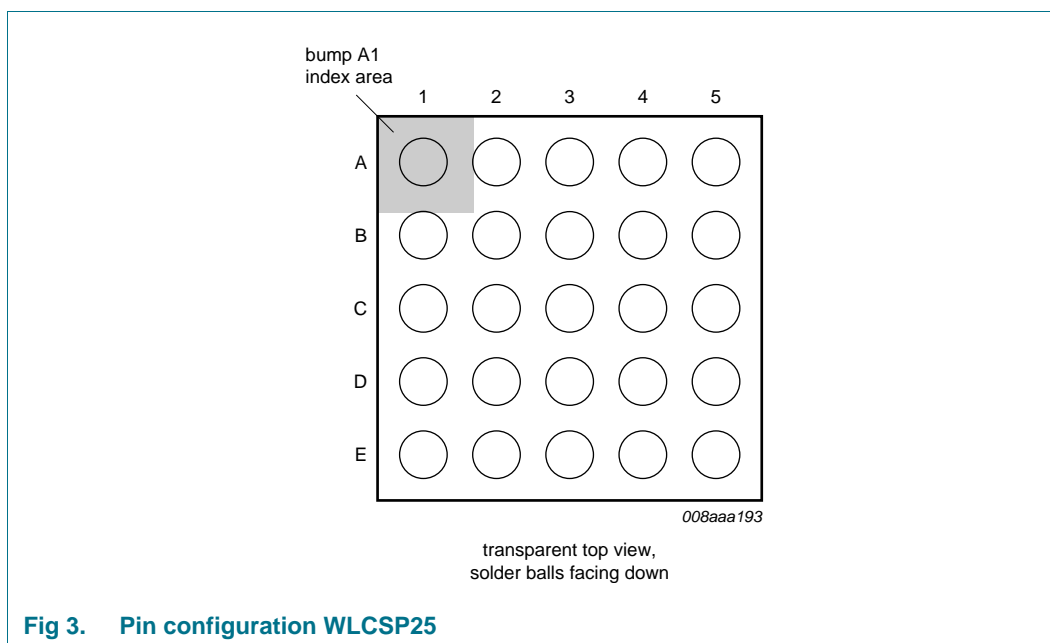 bump A1
index area
1 2 3 4 5
A
B
C
D
E
008aaa193
transparent top view,
solder balls facing down
Fig 3. Pin configuration WLCSP25